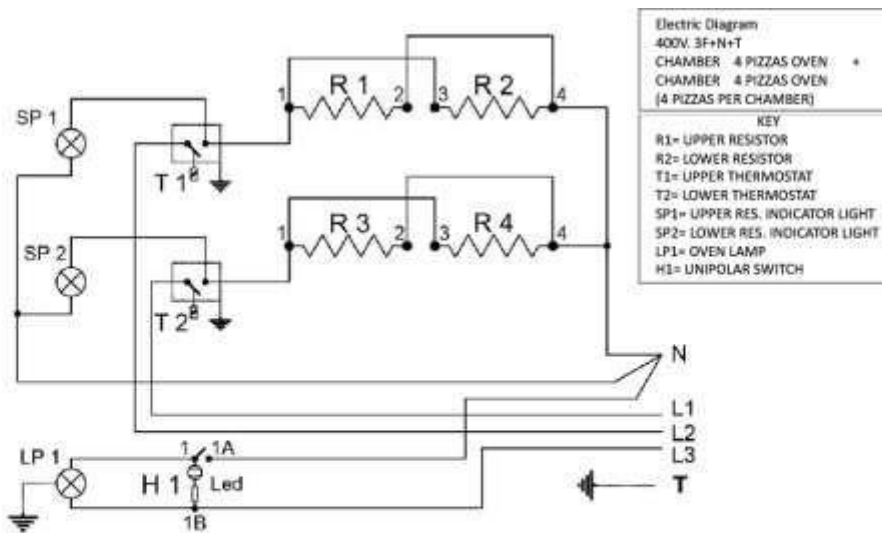 Electric Diagram
400V. 3F+N+T
CHAMBER 4 PIZZAS OVEN +
CHAMBER 4 PIZZAS OVEN
(4 PIZZAS PER CHAMBER)
KEY
R1= UPPER RESISTOR
R2= LOWER RESISTOR
T1= UPPER THERMOSTAT
T2= LOWER THERMOSTAT
SP1= UPPER RES. INDICATOR LIGHT
SP2= LOWER RES. INDICATOR LIGHT
LP1= OVEN LAMP
H1= UNIPOLAR SWITCH
R 1 R 2
1 2 3 4
SP 1
T 1
R 3 R 4
1 2 3 4
SP 2
T 2
N
L1
L2
L3
T
LP 1
1 1A
H 1 Led
1B